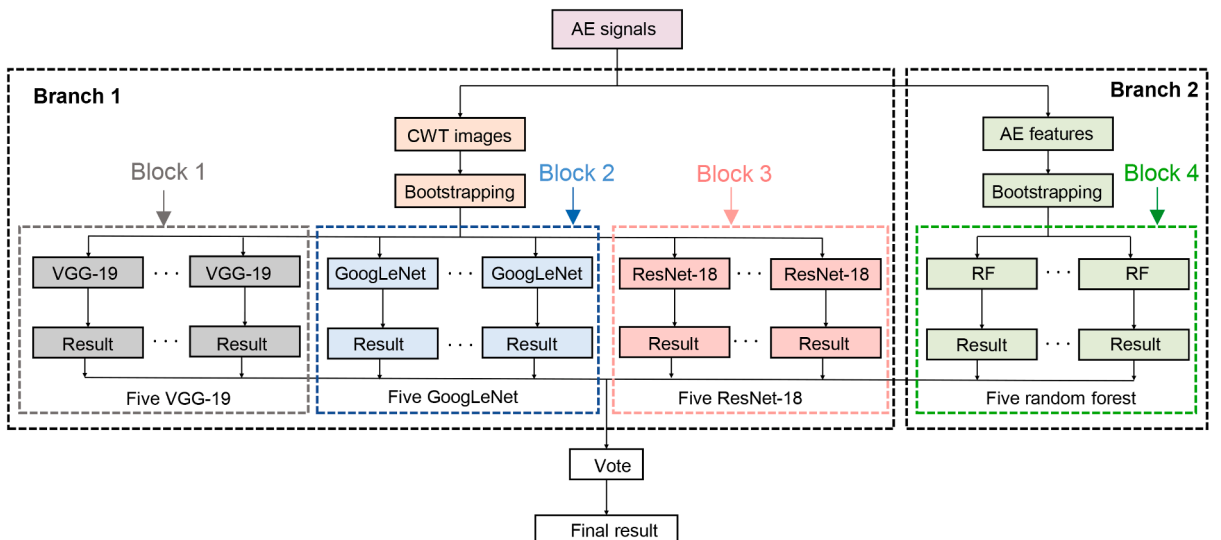 AE signals
Branch 1
Branch 2
CWT images
AE features
Block 1
Block 2
Block 3
Block 4
Bootstrapping
Bootstrapping
VGG-19 · · · VGG-19
GoogLeNet · · · GoogLeNet
ResNet-18 · · · ResNet-18
RF · · · RF
Result · · · Result
Result · · · Result
Result · · · Result
Result · · · Result
Five VGG-19
Five GoogLeNet
Five ResNet-18
Five random forest
Vote
Final result